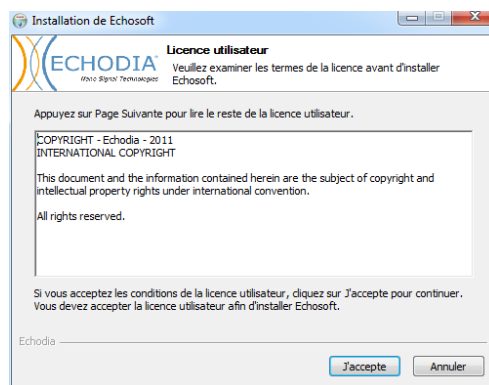 Installation de Echosoft
ECHODIA
Nano Signal Technologies
Licence utilisateur
Veuillez examiner les termes de la licence avant d'installer
Echosoft.
Appuyez sur Page Suivante pour lire le reste de la licence utilisateur.
COPYRIGHT - Echodia - 2011
INTERNATIONAL COPYRIGHT
This document and the information contained herein are the subject of copyright and
intellectual property rights under international convention.
All rights reserved.
Si vous acceptez les conditions de la licence utilisateur, cliquez sur J'accepte pour continuer.
Vous devez accepter la licence utilisateur afin d'installer Echosoft.
Echodia
J'accepte
Annuler